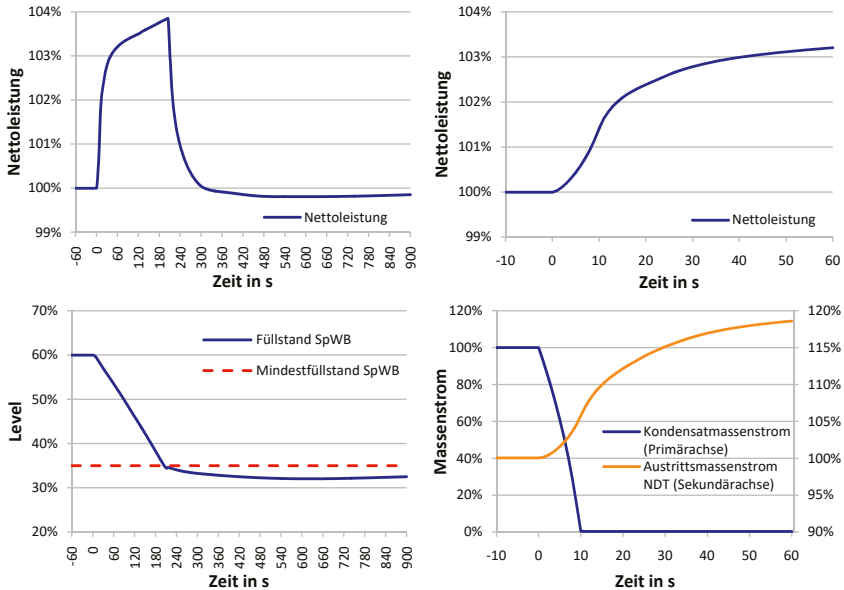 104%
103%
102%
101%
100%
99%
Nettoleistung
Nettoleistung
-60 0 60 120 180 240 300 360 420 480 540 600 660 720 780 840 900
Zeit in s
104%
103%
102%
101%
100%
99%
Nettoleistung
Nettoleistung
-10 0 10 20 30 40 50 60
Zeit in s
70%
60%
50%
40%
30%
20%
Level
Füllstand SpWB
Mindestfüllstand SpWB
-60 0 60 120 180 240 300 360 420 480 540 600 660 720 780 840 900
Zeit in s
120%
100%
80%
60%
40%
20%
0%
Massenstrom
Kondensatmassenstrom
(Primärachse)
Austrittsmassenstrom
NDT (Sekundärachse)
120%
115%
110%
105%
100%
95%
90%
-10 0 10 20 30 40 50 60
Zeit in s